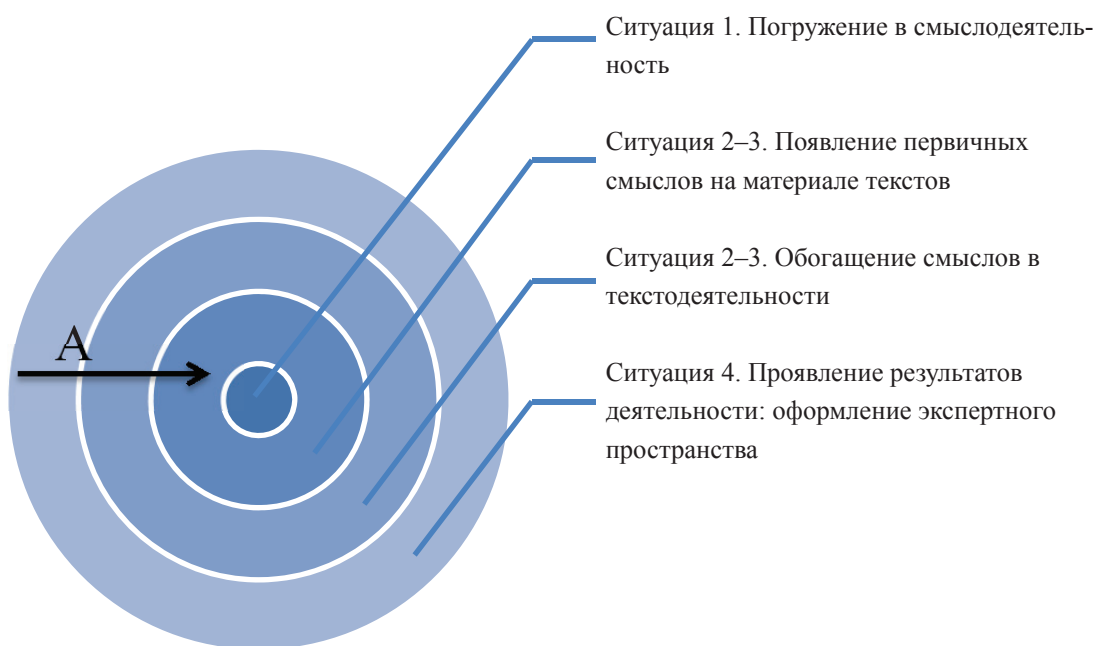 Ситуация 1. Погружение в смыслодеятель-
ность
Ситуация 2–3. Появление первичных
смыслов на материале текстов
Ситуация 2–3. Обогащение смыслов в
текстодеятельности
А
Ситуация 4. Проявление результатов
деятельности: оформление экспертного
пространства